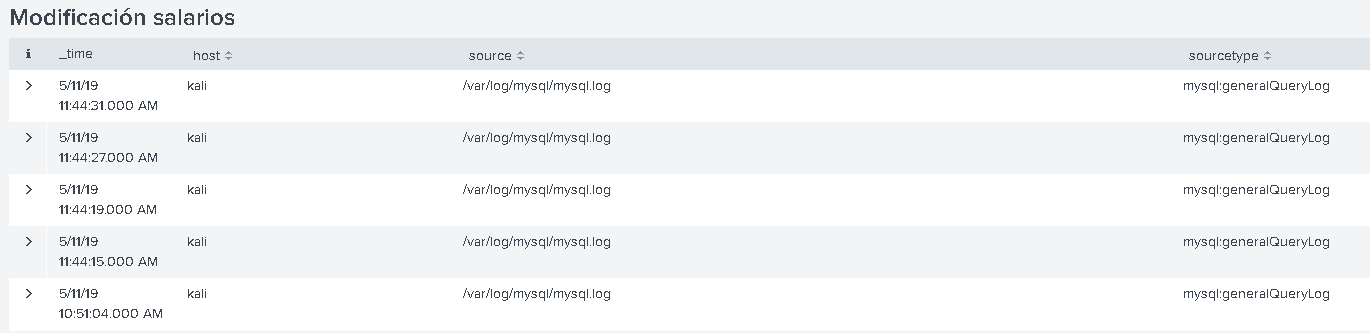 Modificación salarios
i _time host source sourcetype
5/11/19 kali /var/log/mysql/mysql.log mysql:generalQueryLog
11:44:31.000 AM
5/11/19 kali /var/log/mysql/mysql.log mysql:generalQueryLog
11:44:27.000 AM
5/11/19 kali /var/log/mysql/mysql.log mysql:generalQueryLog
11:44:19.000 AM
5/11/19 kali /var/log/mysql/mysql.log mysql:generalQueryLog
11:44:15.000 AM
5/11/19 kali /var/log/mysql/mysql.log mysql:generalQueryLog
10:51:04.000 AM